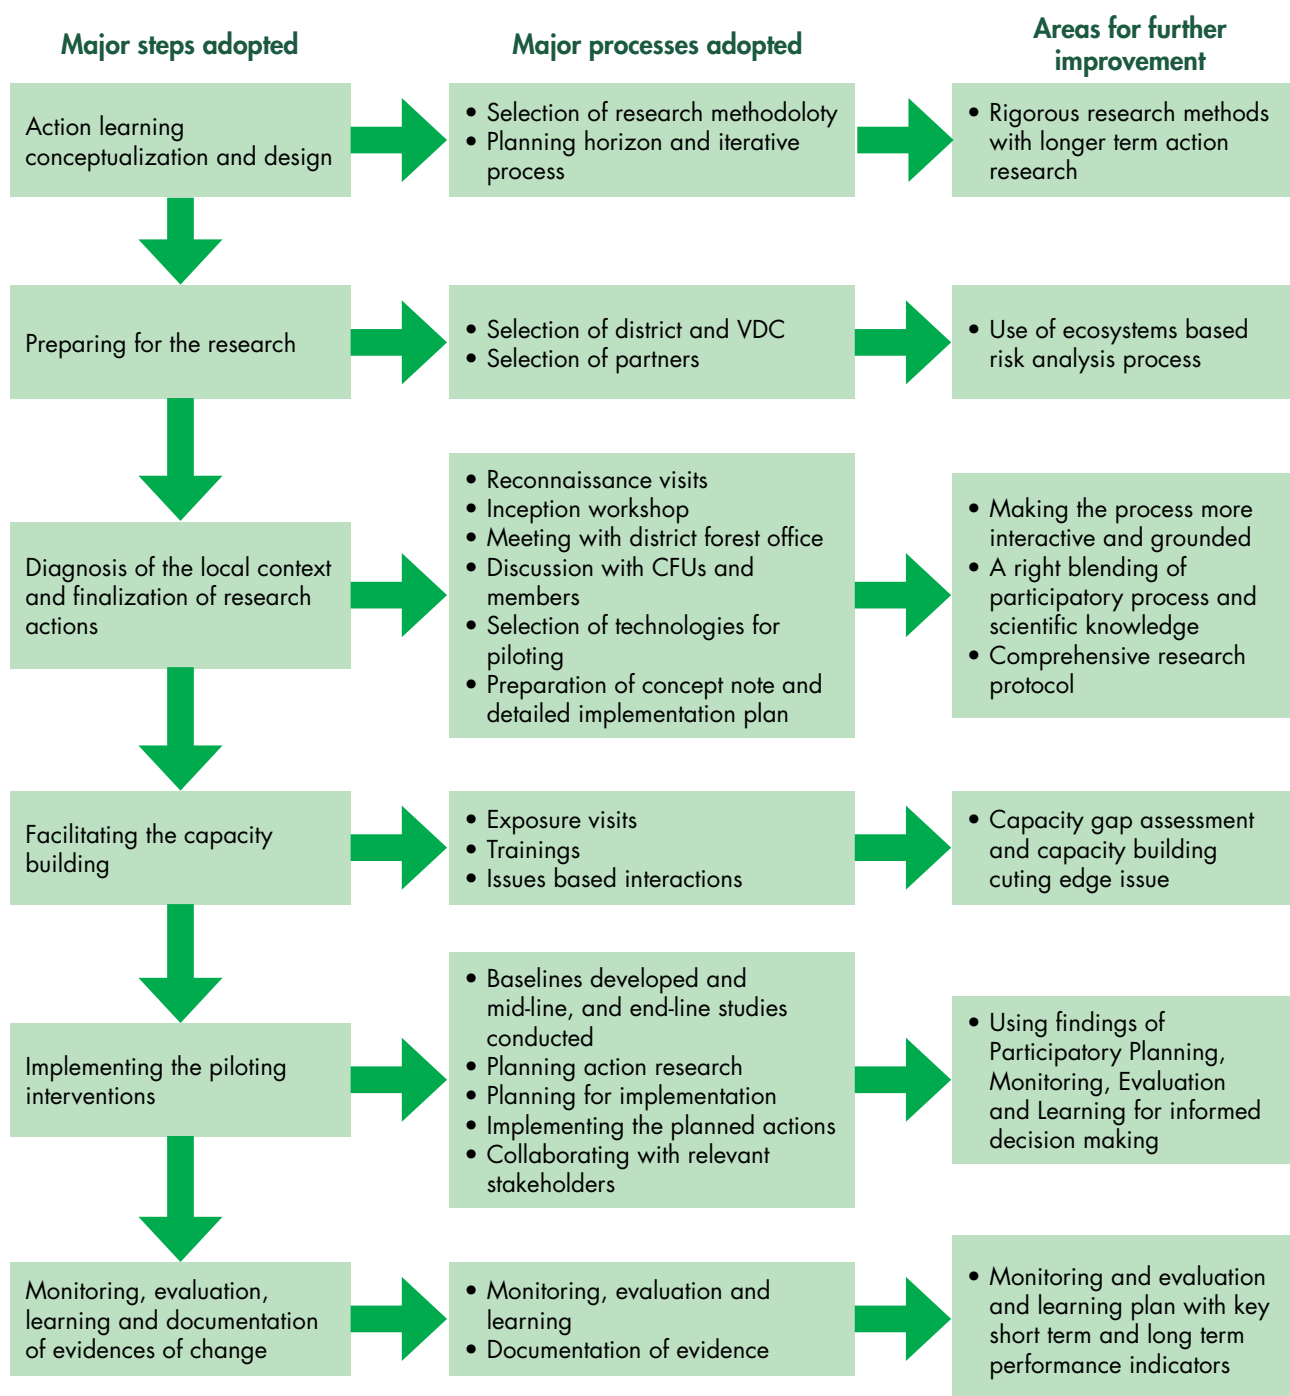 Major steps adopted
Major processes adopted
Areas for further
improvement
Action learning
conceptualization and design
• Selection of research methodoloty
• Planning horizon and iterative
process
• Rigorous research methods
with longer term action
research
Preparing for the research
• Selection of district and VDC
• Selection of partners
• Use of ecosystems based
risk analysis process
Diagnosis of the local context
and finalization of research
actions
• Reconnaissance visits
• Inception workshop
• Meeting with district forest office
• Discussion with CFUs and
members
• Selection of technologies for
piloting
• Preparation of concept note and
detailed implementation plan
• Making the process more
interactive and grounded
• A right blending of
participatory process and
scientific knowledge
• Comprehensive research
protocol
Facilitating the capacity
building
• Exposure visits
• Trainings
• Issues based interactions
• Capacity gap assessment
and capacity building
cuting edge issue
Implementing the piloting
interventions
• Baselines developed and
mid-line, and end-line studies
conducted
• Planning action research
• Planning for implementation
• Implementing the planned actions
• Collaborating with relevant
stakeholders
• Using findings of
Participatory Planning,
Monitoring, Evaluation
and Learning for informed
decision making
Monitoring, evaluation,
learning and documentation
of evidences of change
• Monitoring, evaluation and
learning
• Documentation of evidence
• Monitoring and evaluation
and learning plan with key
short term and long term
performance indicators